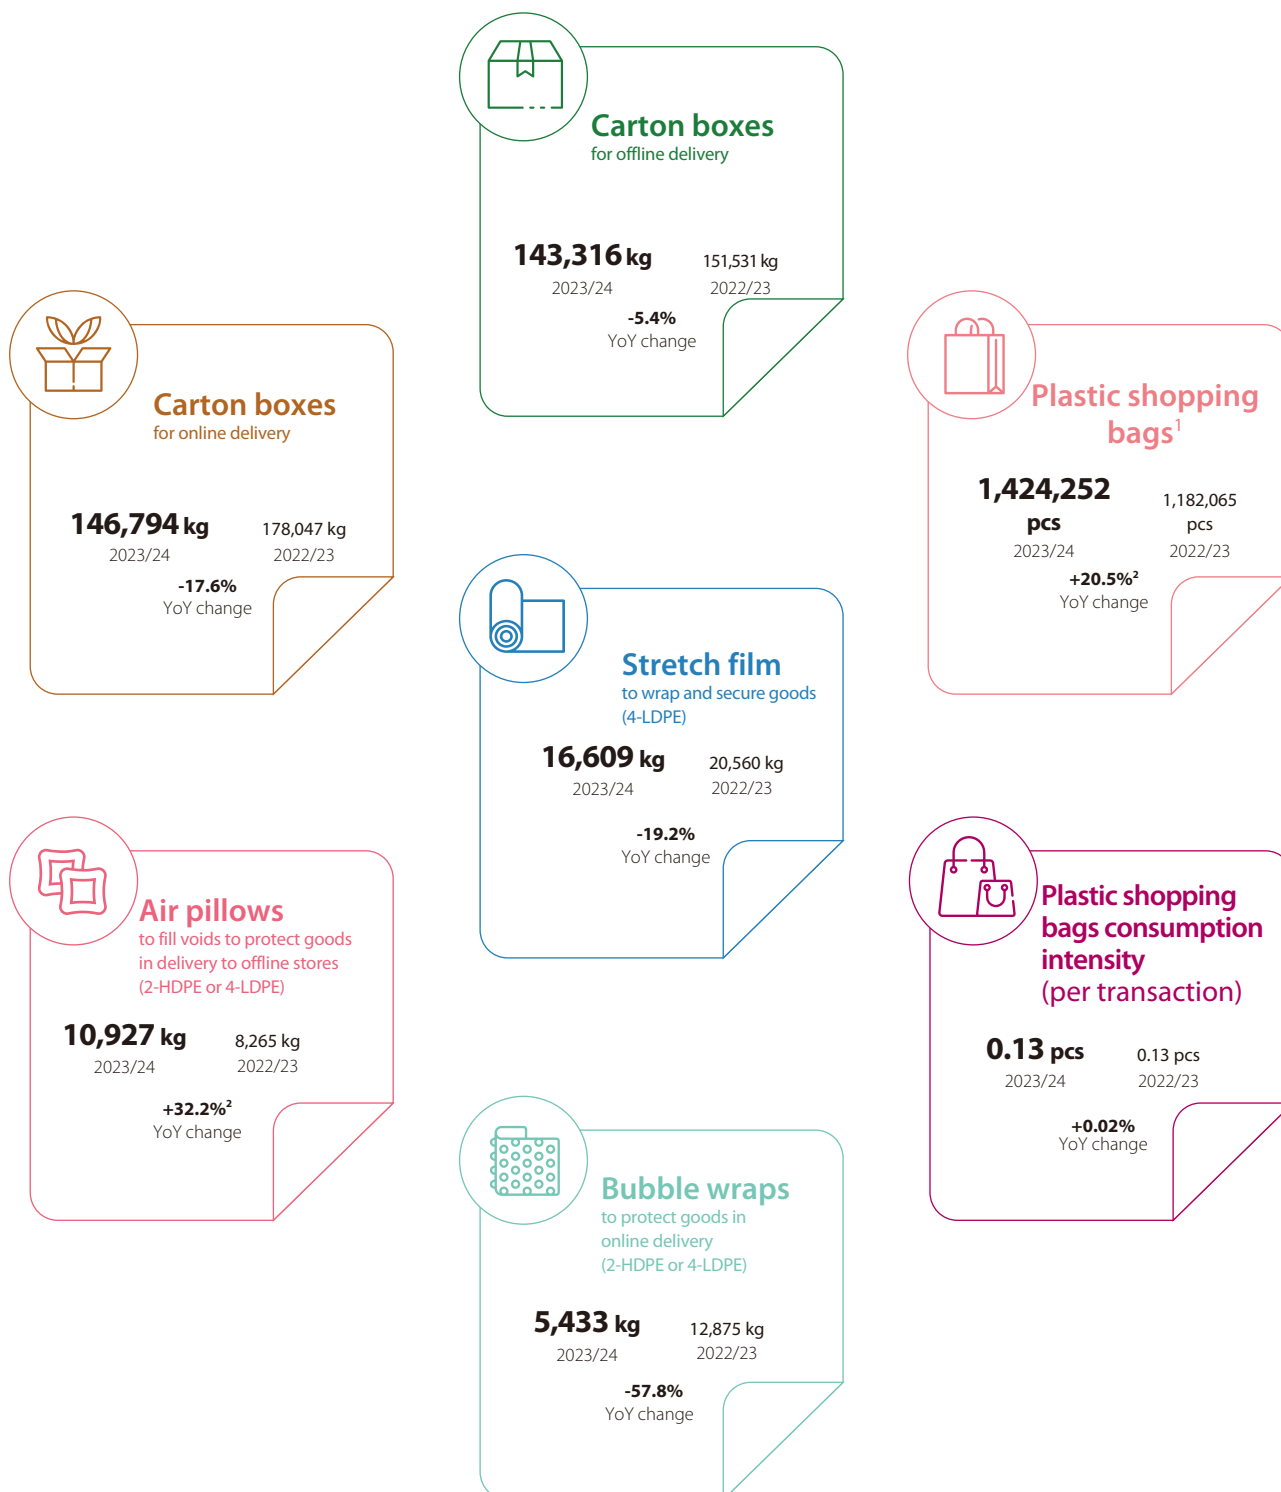 Carton boxes
for offline delivery
143,316 kg
151,531 kg
2023/24
2022/23
-5.4%
YoY change
Carton boxes
for online delivery
146,794 kg
178,047 kg
2023/24
2022/23
-17.6%
YoY change
Plastic shopping
bags¹
1,424,252
pcs
1,182,065
pcs
2023/24
2022/23
+20.5%²
YoY change
Stretch film
to wrap and secure goods
(4-LDPE)
16,609 kg
20,560 kg
2023/24
2022/23
-19.2%
YoY change
Air pillows
to fill voids to protect goods
in delivery to offline stores
(2-HDPE or 4-LDPE)
10,927 kg
8,265 kg
2023/24
2022/23
+32.2%²
YoY change
Plastic shopping
bags consumption
intensity
(per transaction)
0.13 pcs
0.13 pcs
2023/24
2022/23
+0.02%
YoY change
Bubble wraps
to protect goods in
online delivery
(2-HDPE or 4-LDPE)
5,433 kg
12,875 kg
2023/24
2022/23
-57.8%
YoY change